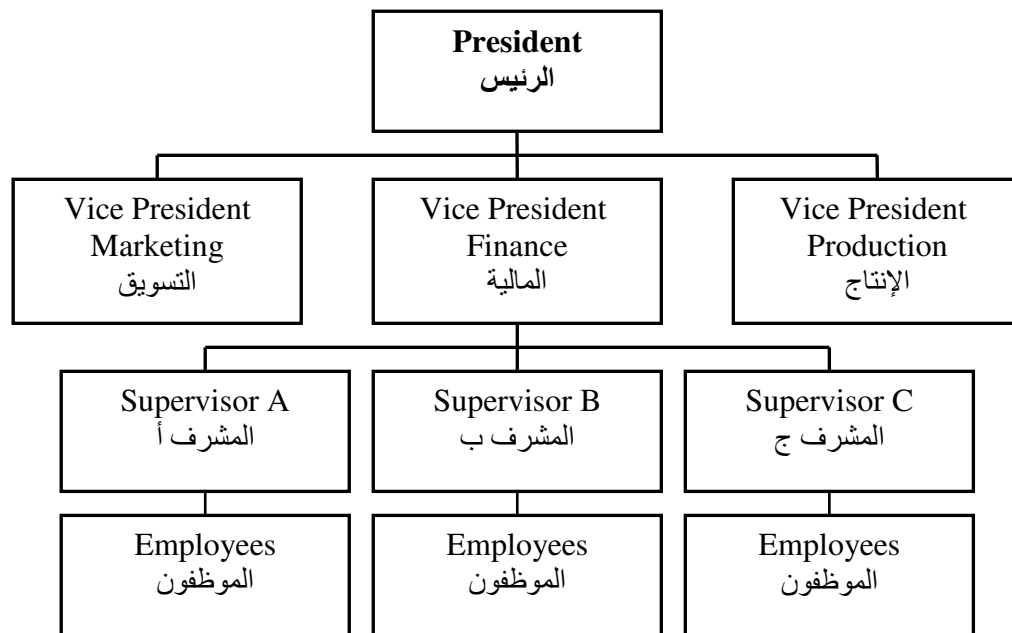 President
الرئيس
Vice President
Marketing
التسويق
Vice President
Finance
المالية
Vice President
Production
الإنتاج
Supervisor A
المشرف أ
Supervisor B
المشرف ب
Supervisor C
المشرف ج
Employees
الموظفون
Employees
الموظفون
Employees
الموظفون